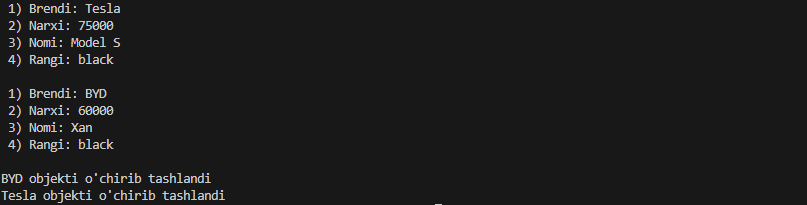 1) Brendi: Tesla
2) Narxi: 75000
3) Nomi: Model S
4) Rangi: black
1) Brendi: BYD
2) Narxi: 60000
3) Nomi: Xan
4) Rangi: black
BYD objekti o'chirib tashlandi
Tesla objekti o'chirib tashlandi